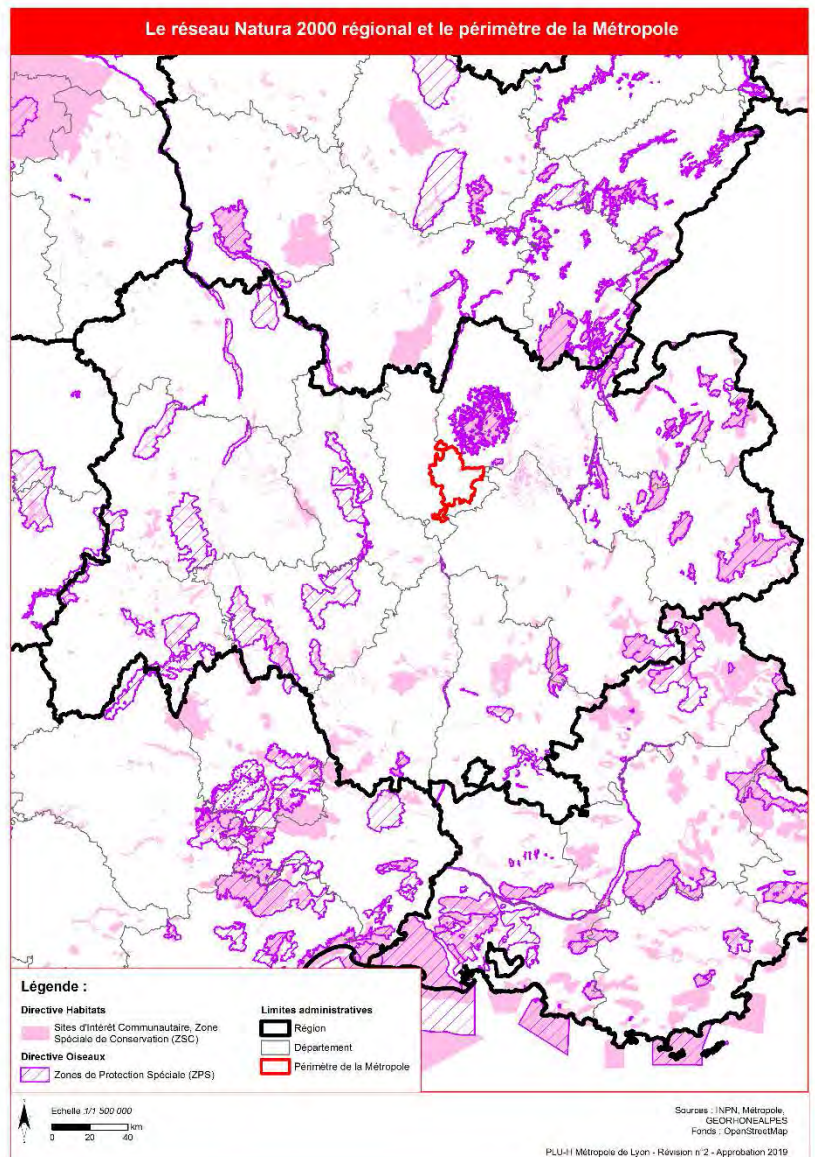 Le réseau Natura 2000 régional et le périmètre de la Métropole
Légende :
Directive Habitats
Sites d'Intérêt Communautaire, Zone
Spéciale de Conservation (ZSC)
Directive Oiseaux
Zones de Protection Spéciale (ZPS)
Limites administratives
Région
Département
Périmètre de la Métropole
Echelle :1/1 500 000
km
0 20 40
Sources : INPN, Métropole,
GEORHONEALPES
Fonds : OpenStreetMap
PLU-H Métropole de Lyon - Révision n°2 - Approbation 2019